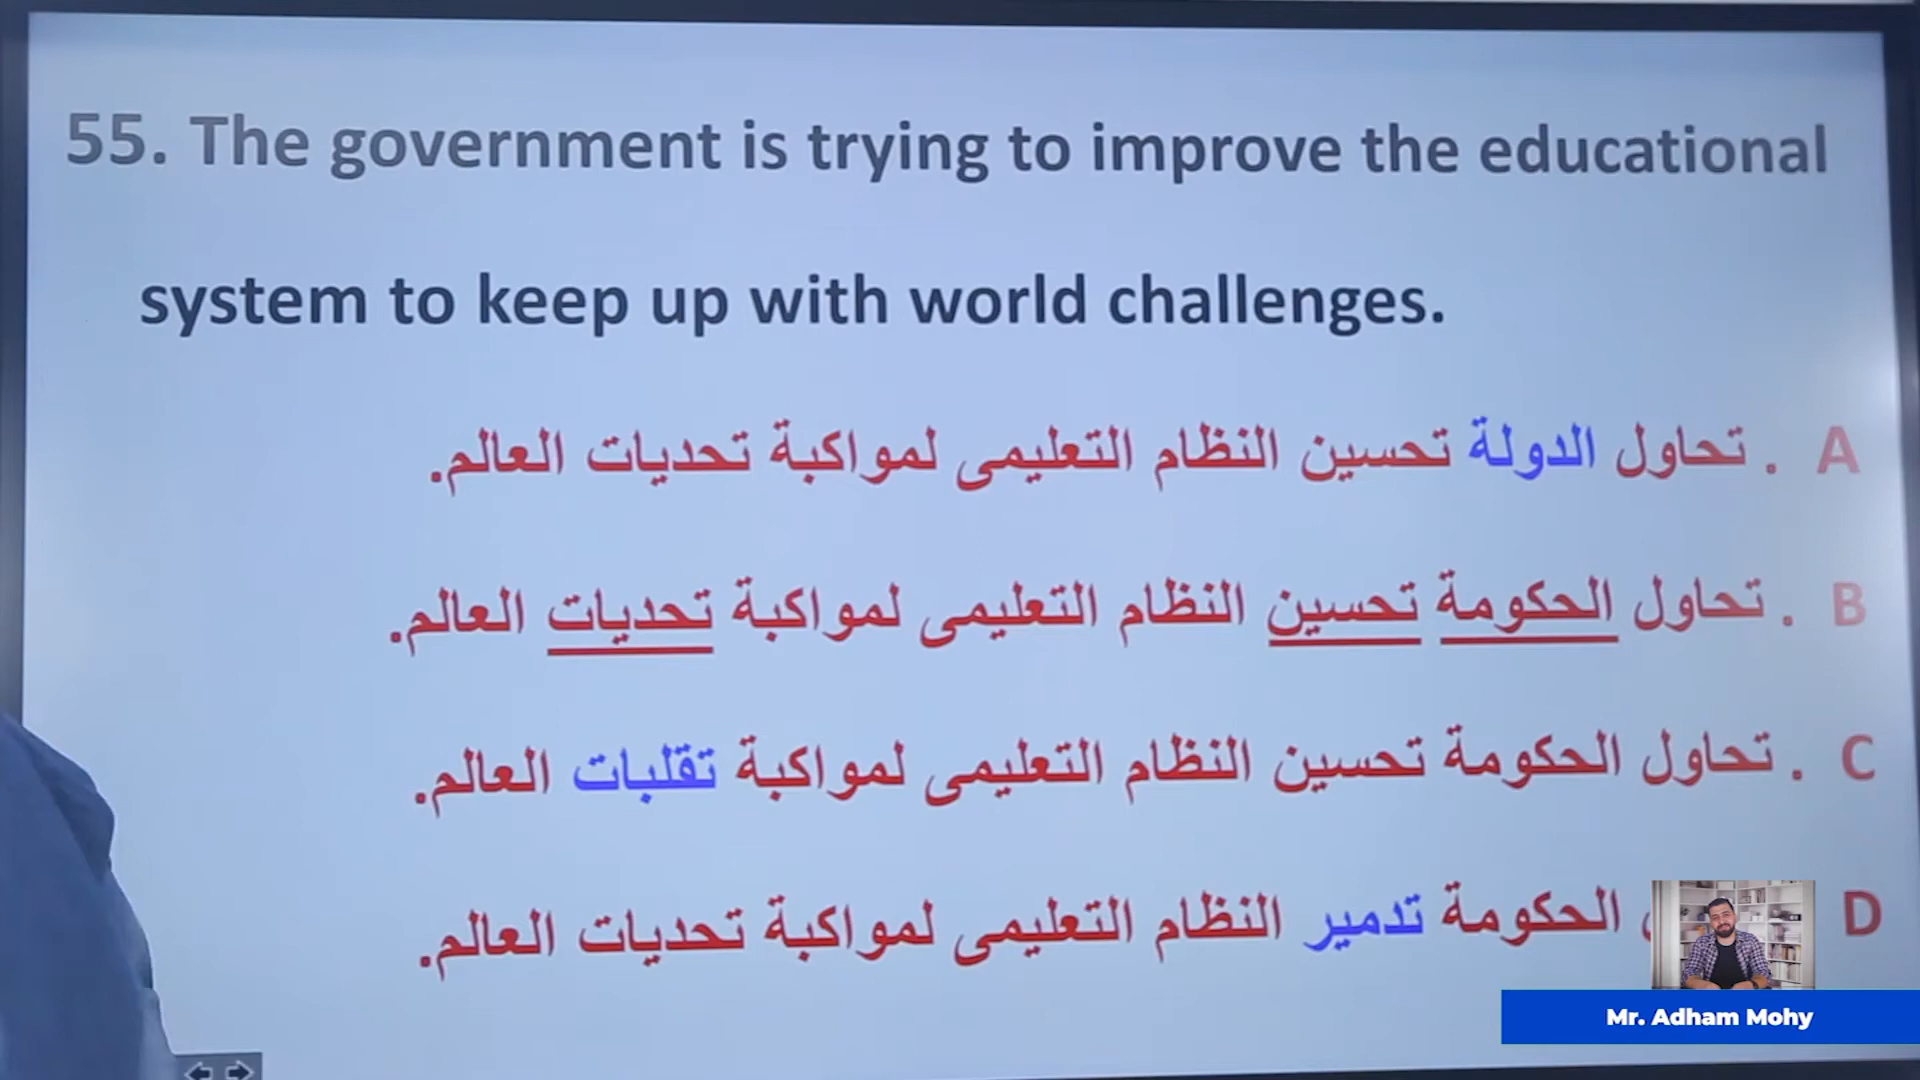 55. The government is trying to improve the educational
system to keep up with world challenges.
A . تحاول الدولة تحسين النظام التعليمى لمواكبة تحديات العالم.
B . تحاول الحكومة تحسين النظام التعليمى لمواكبة تحديات العالم.
C . تحاول الحكومة تحسين النظام التعليمى لمواكبة تقلبات العالم.
D الحكومة تدمير النظام التعليمى لمواكبة تحديات العالم.
Mr. Adham Mohy